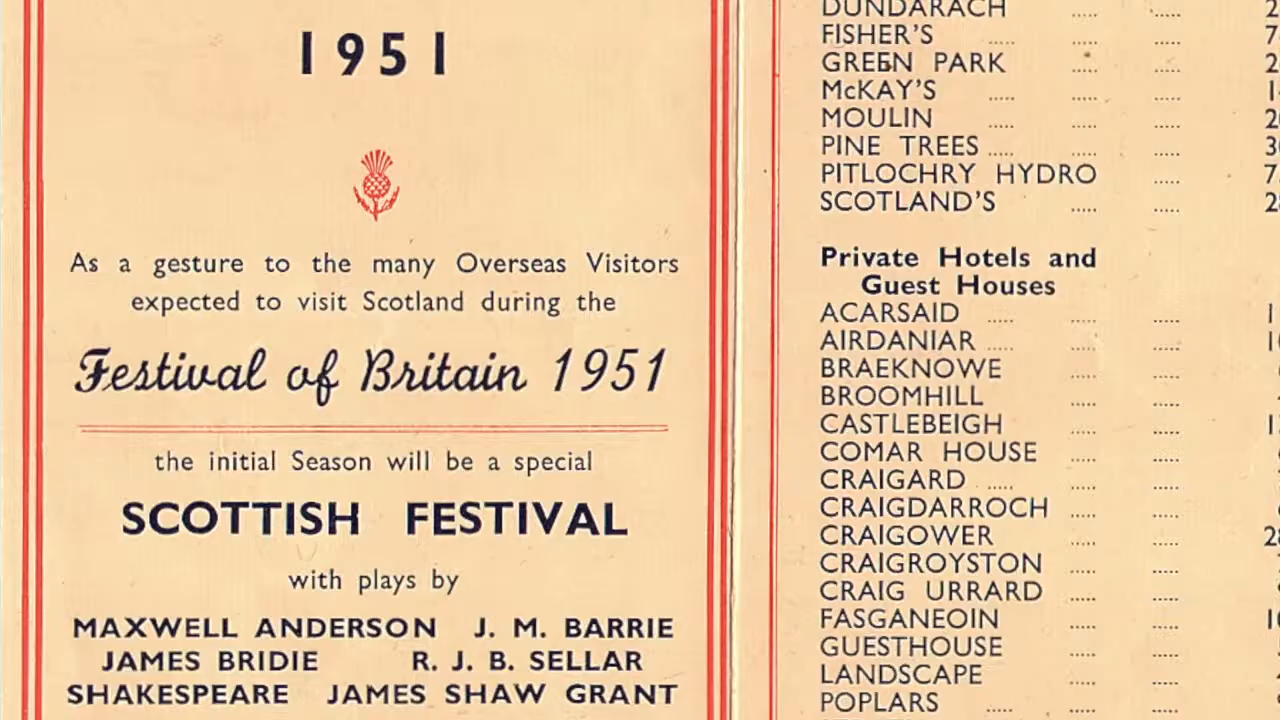 1951
As a gesture to the many Overseas Visitors
expected to visit Scotland during the
Festival of Britain 1951
the initial Season will be a special
SCOTTISH FESTIVAL
with plays by
MAXWELL ANDERSON J. M. BARRIE
JAMES BRIDIE R. J. B. SELLAR
SHAKESPEARE JAMES SHAW GRANT
DUNDARACH ..... .....
FISHER'S ..... ..... ..... 7
GREEN PARK ..... .....
McKAY'S ..... ..... .....
MOULIN ..... ..... .....
PINE TREES ..... ..... .....
PITLOCHRY HYDRO .....
SCOTLAND'S ..... .....
Private Hotels and
Guest Houses
ACARSAID ..... ..... .....
AIRDANIAR ..... ..... .....
BRAEKNOWE ..... .....
BROOMHILL ..... .....
CASTLEBEIGH ..... .....
COMAR HOUSE ..... .....
CRAIGARD ..... ..... .....
CRAIGDARROCH ..... .....
CRAIGOWER ..... .....
CRAIGROYSTON ..... .....
CRAIG URRARD ..... .....
FASGANEOIN ..... .....
GUESTHOUSE ..... .....
LANDSCAPE ..... .....
POPLARS ..... ..... .....